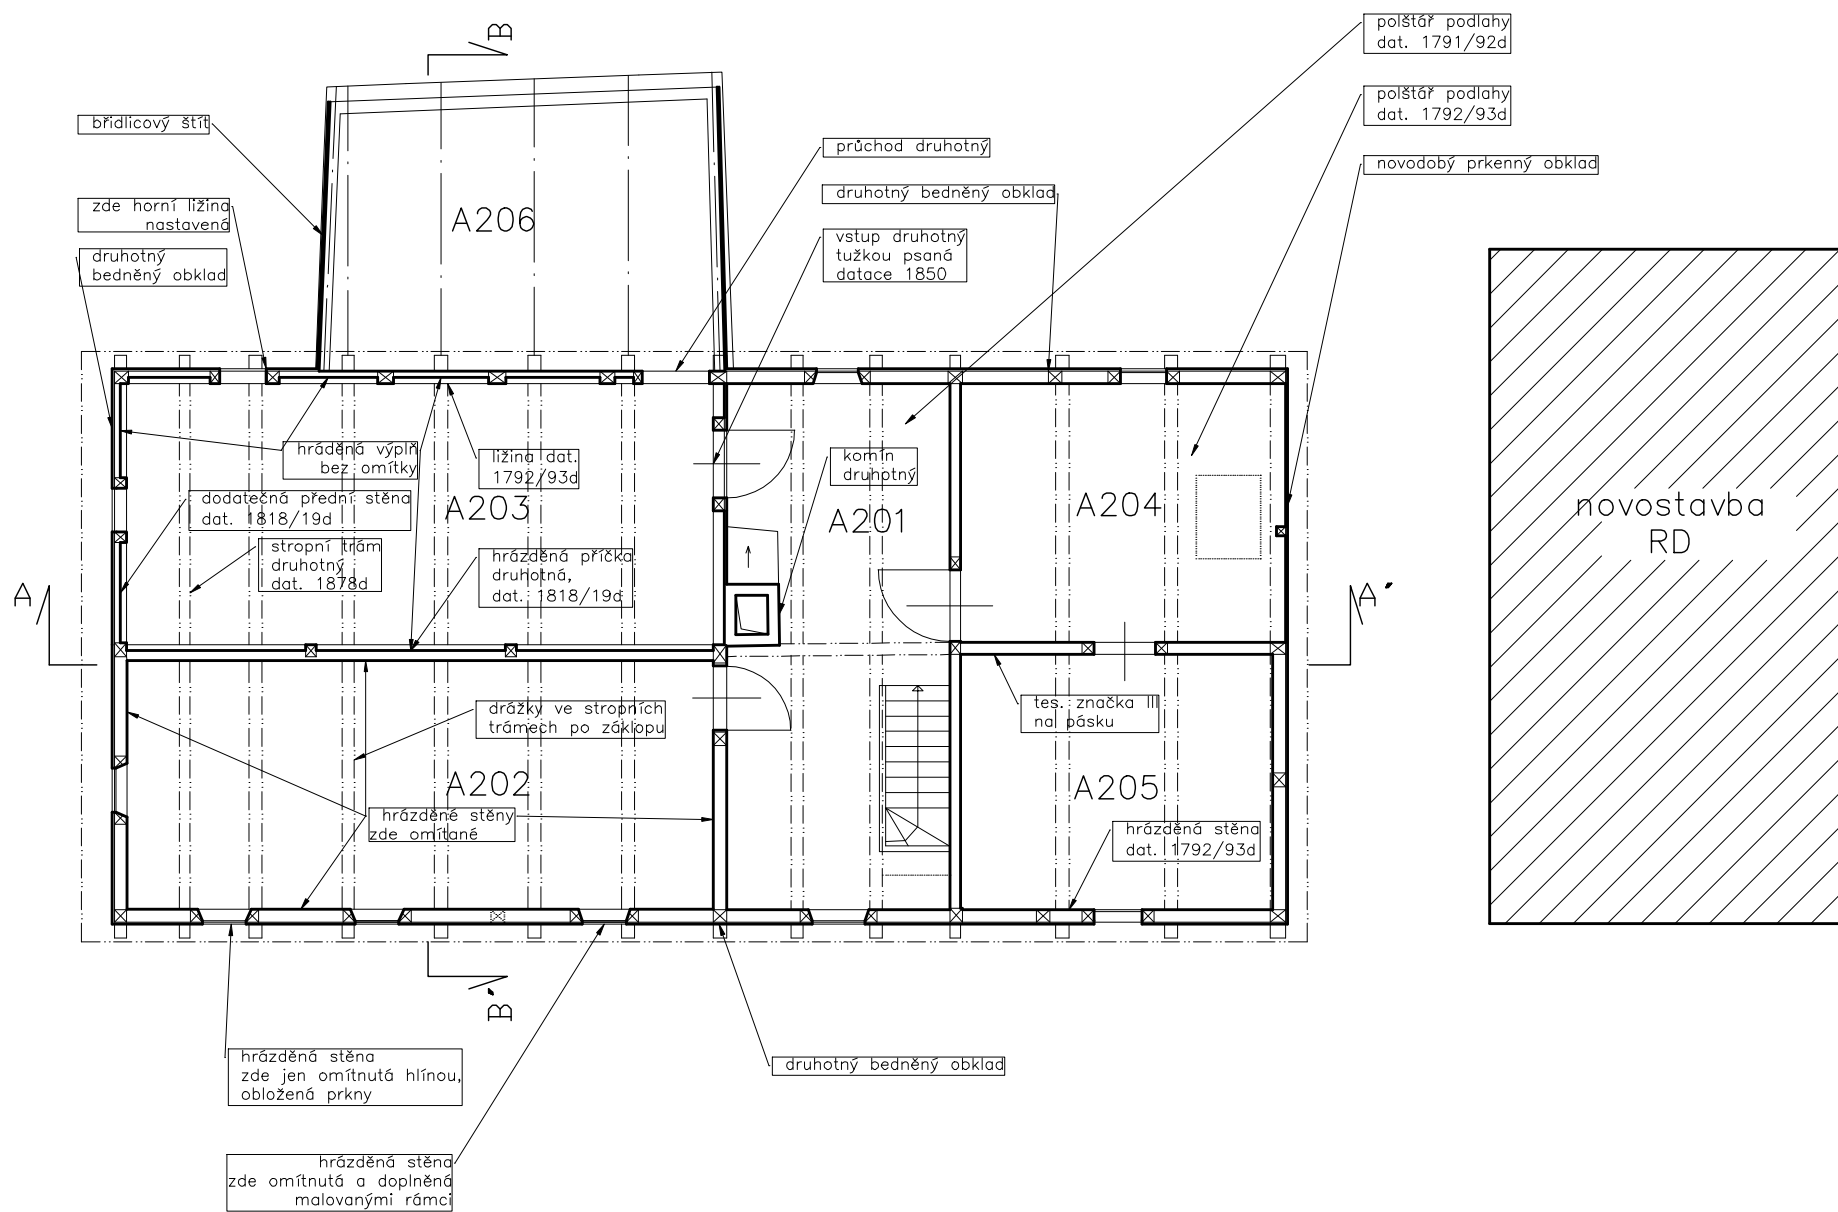 B
polštář podlahy
dat. 1791/92d
polštář podlahy
dat. 1792/93d
břidlicový štít
průchod druhotný
novodobý prkenný obklad
druhotný bedněný obklad
zde horní ližina
nastavená
A206
vstup druhotný
tužkou psaná
datace 1850
druhotný
bedněný obklad
hráděná výplň
bez omítky
ližina dat.
1792/93d
komín
druhotný
dodatečná přední stěna
dat. 1818/19d
A203
A201
A204
novostavba
RD
stropní trám
druhotný
dat. 1878d
hrázděná příčka
druhotná,
dat. 1818/19d
A
A'
drážky ve stropních
trámech po záklopu
tes. značka III
na pásku
A202
A205
hrázděné stěny
zde omítané
hrázděná stěna
dat. 1792/93d
B'
hrázděná stěna
zde jen omítnutá hlínou,
obložená prkny
druhotný bedněný obklad
hrázděná stěna
zde omítnutá a doplněná
malovanými rámci